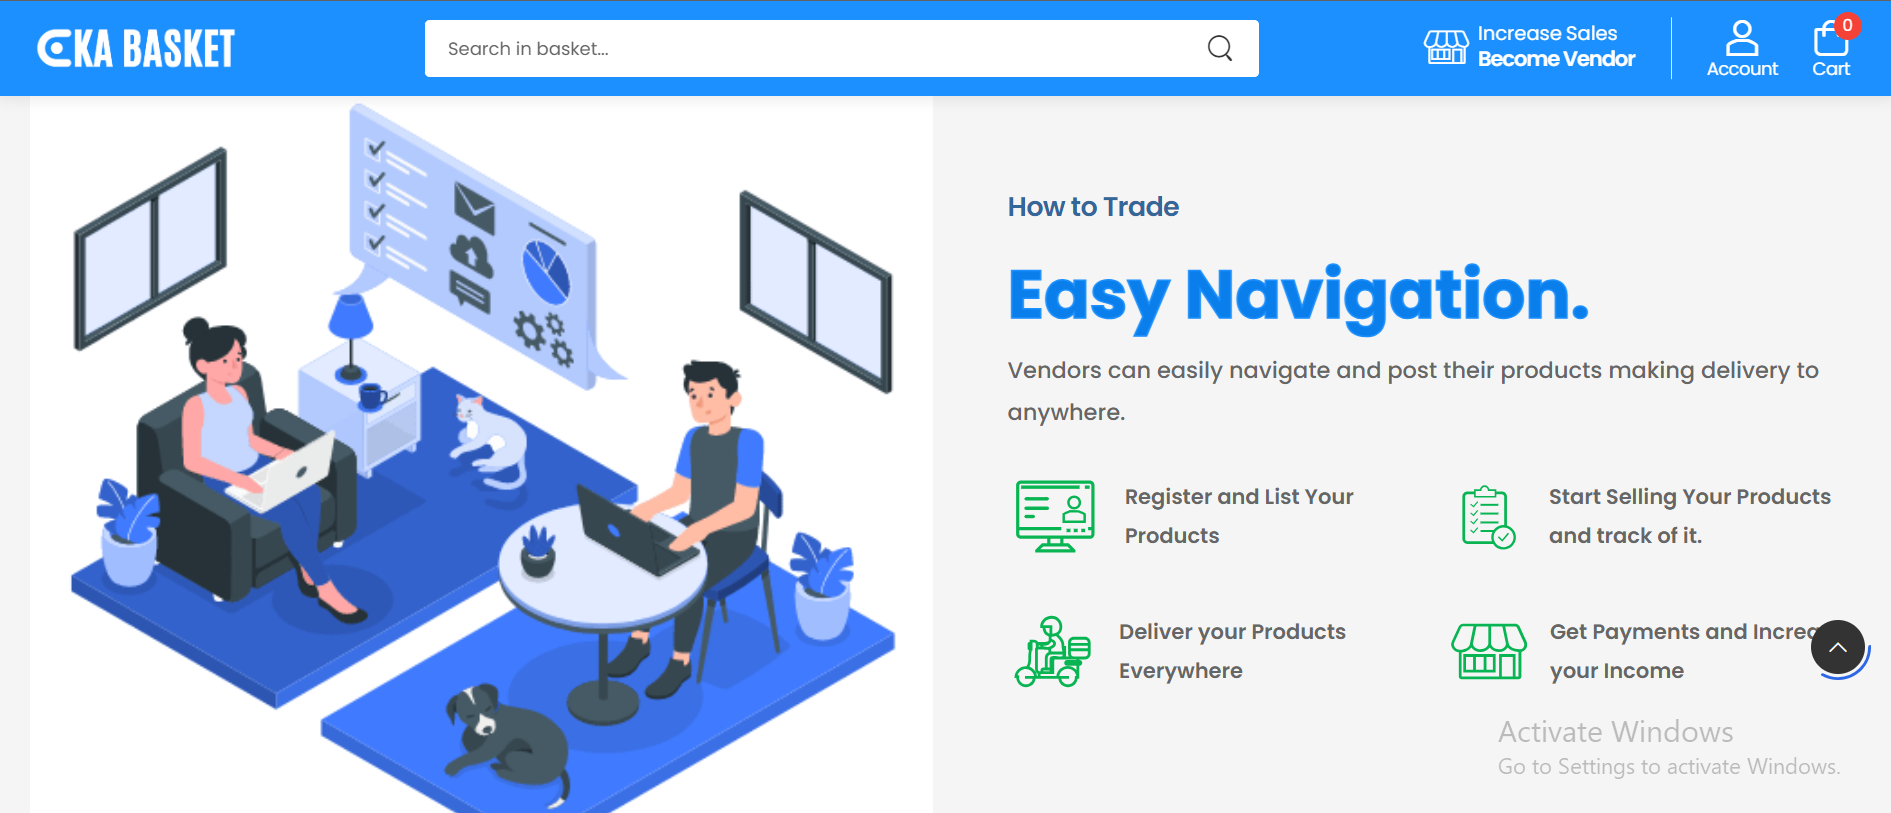 EKA BASKET
Search in basket...
Increase Sales
Become Vendor
Account
0
Cart
How to Trade
Easy Navigation.
Vendors can easily navigate and post their products making delivery to
anywhere.
Register and List Your
Products
Start Selling Your Products
and track of it.
Deliver your Products
Everywhere
Get Payments and
your Income
Activate Windows
Go to Settings to activate Windows.